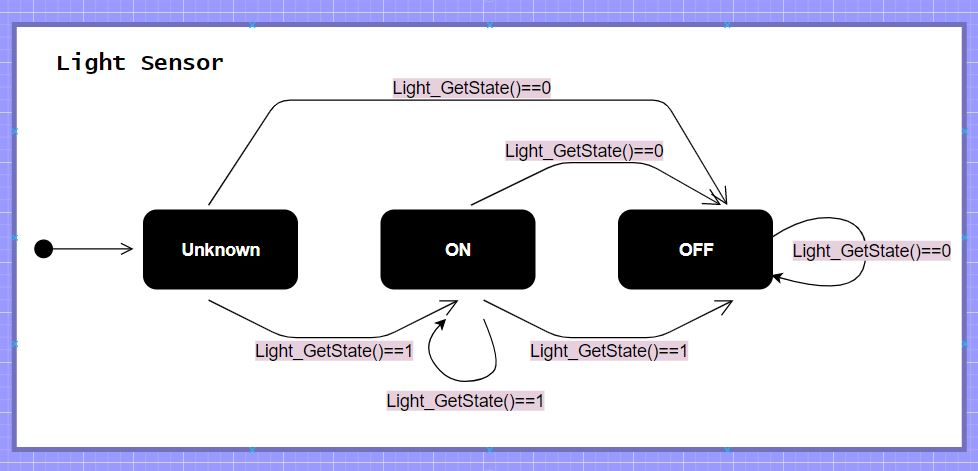 Light Sensor
Light_GetState()==0
Light_GetState()==0
Unknown
ON
OFF
Light_GetState()==0
Light_GetState()==1
Light_GetState()==1
Light_GetState()==1